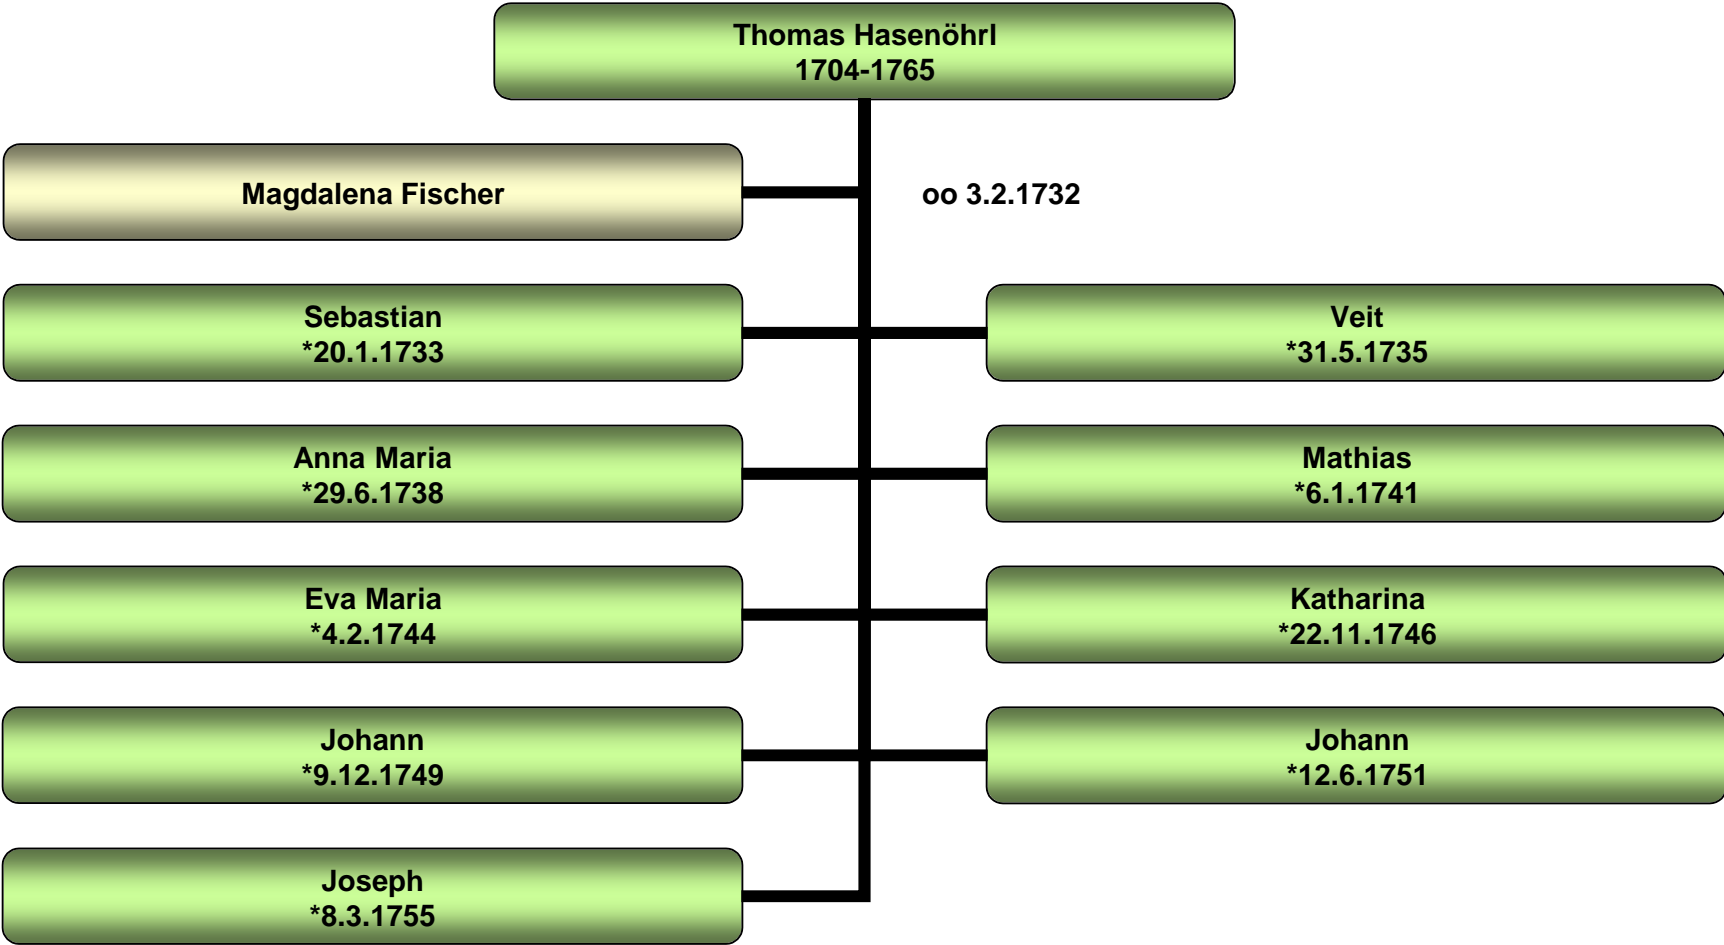 Thomas Hasenöhrl
1704-1765
Magdalena Fischer
oo 3.2.1732
Sebastian
*20.1.1733
Veit
*31.5.1735
Anna Maria
*29.6.1738
Mathias
*6.1.1741
Eva Maria
*4.2.1744
Katharina
*22.11.1746
Johann
*9.12.1749
Johann
*12.6.1751
Joseph
*8.3.1755